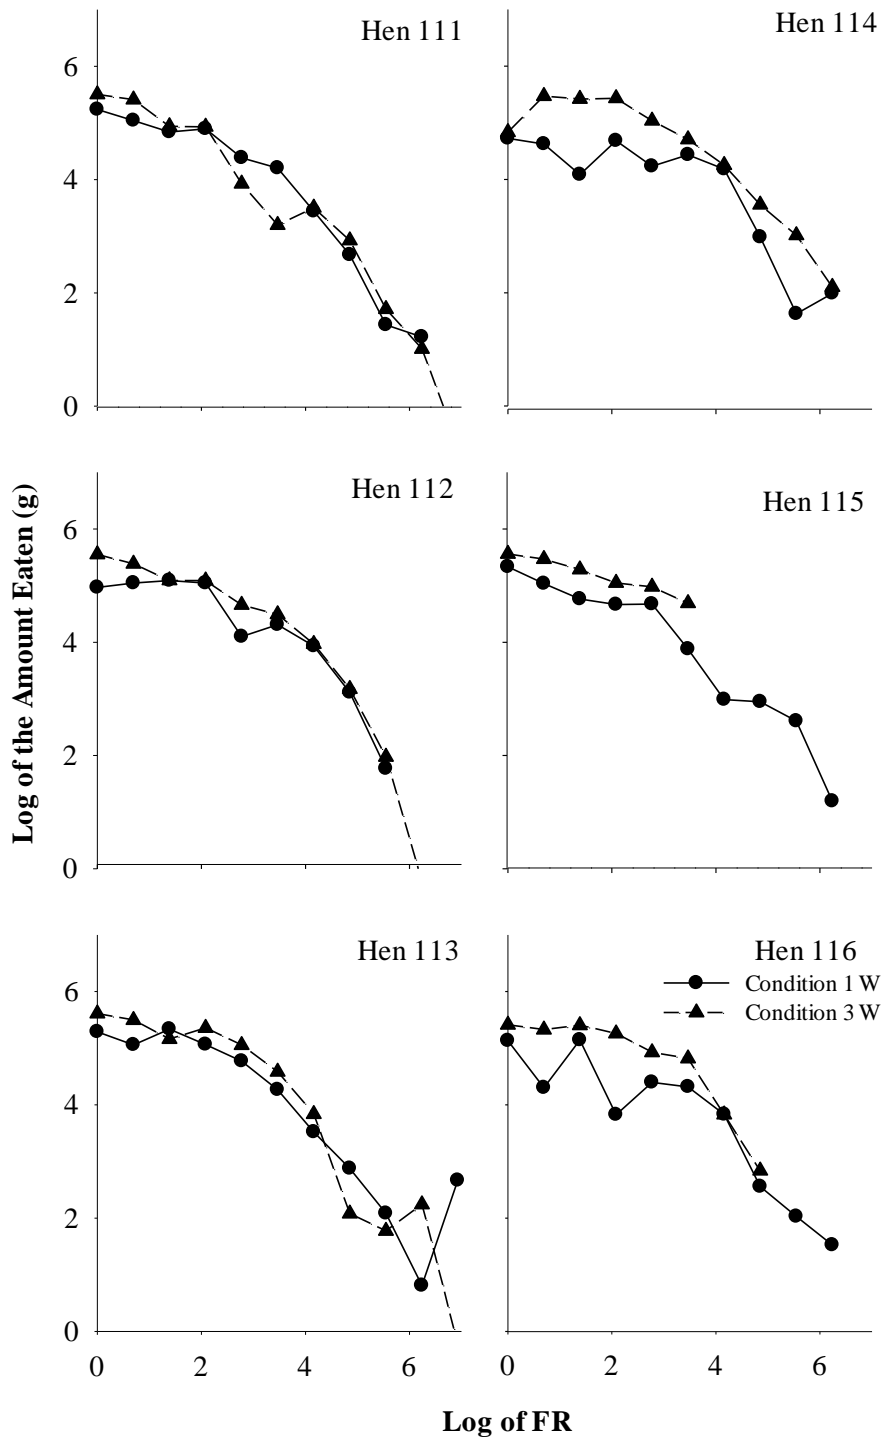 Hen 111
Hen 114
6
4
2
0
Hen 112
Hen 115
6
4
2
0
Log of the Amount Eaten (g)
Hen 113
Hen 116
Condition 1 W
Condition 3 W
6
4
2
0
0 2 4 6
0 2 4 6
Log of FR